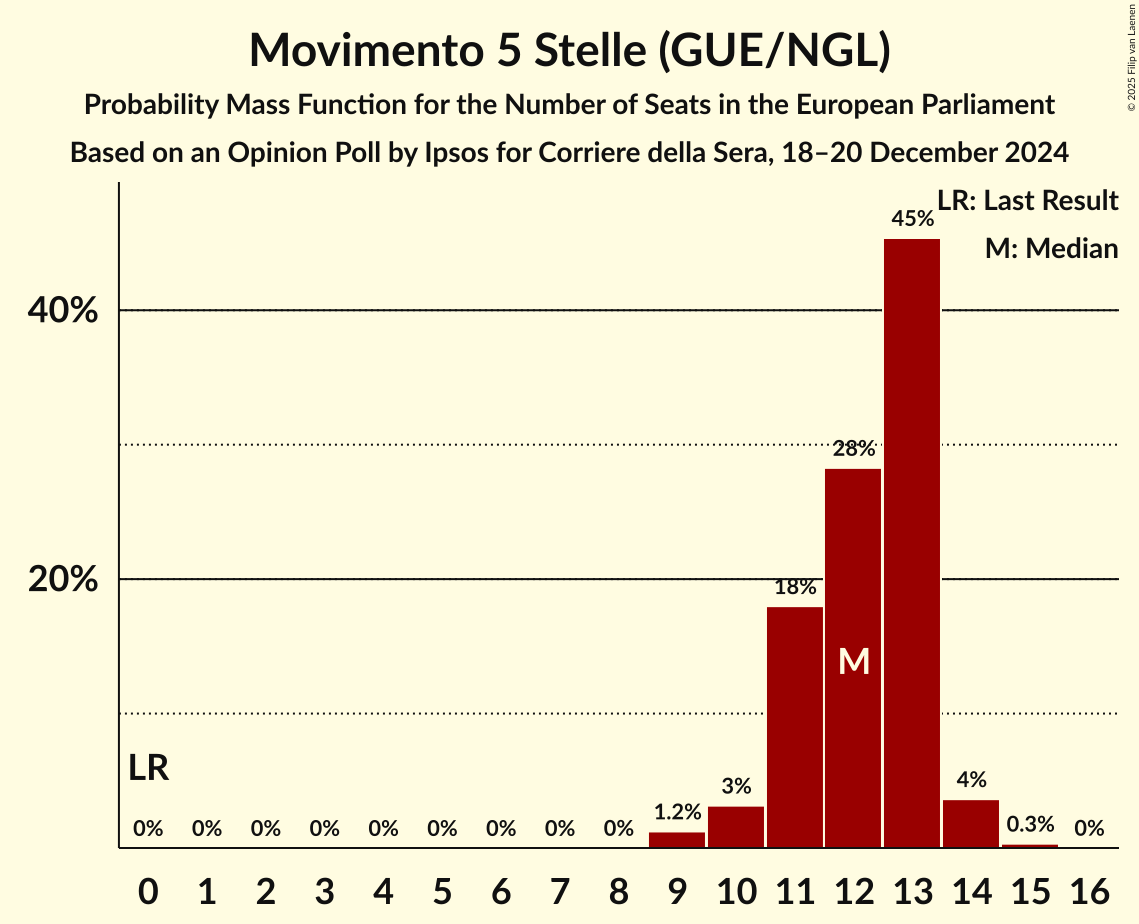 Movimento 5 Stelle (GUE/NGL)
Probability Mass Function for the Number of Seats in the European Parliament
Based on an Opinion Poll by Ipsos for Corriere della Sera, 18–20 December 2024
© 2025 Filip van Laenen
LR: Last Result
M: Median
45%
40%
28%
20%
18%
M
LR
0% 0% 0% 0% 0% 0% 0% 0% 0% 1.2% 3% 4% 0.3% 0%
0 1 2 3 4 5 6 7 8 9 10 11 12 13 14 15 16